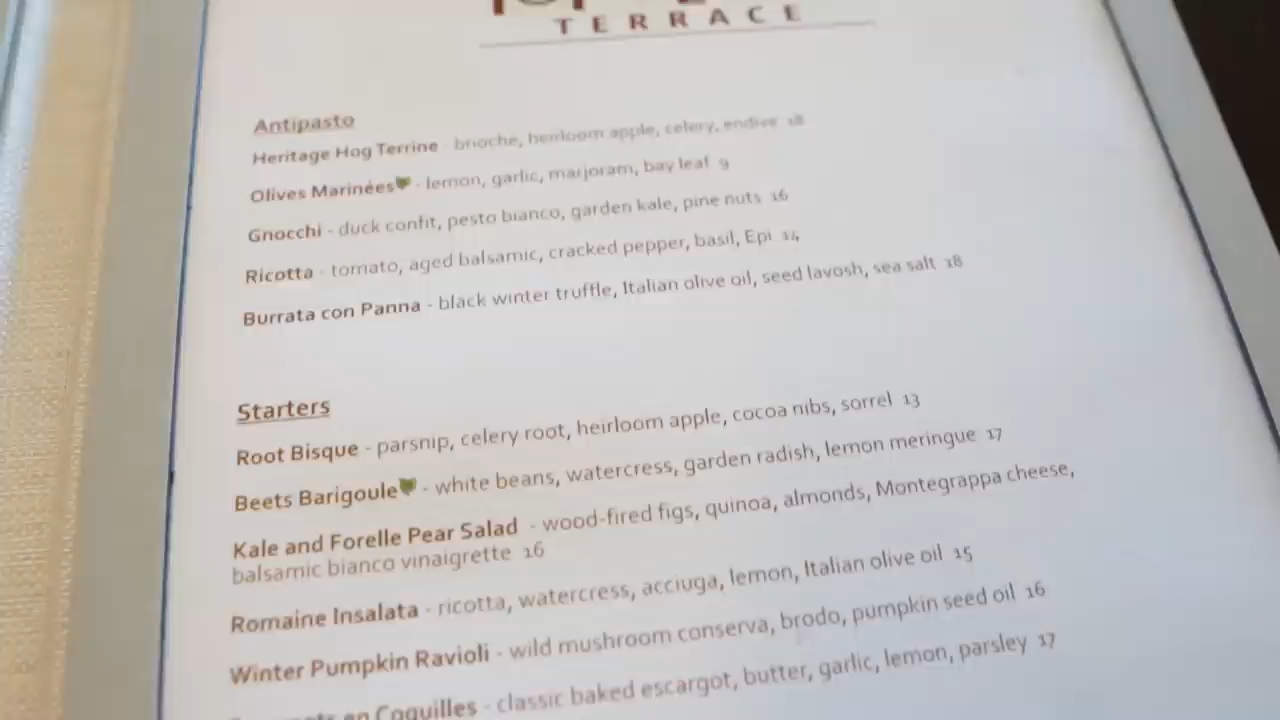 TERRACE
Antipasto
Heritage Hog Terrine - brioche, heirloom apple, celery, endive 18
Olives Marinées - lemon, garlic, marjoram, bay leaf 9
Gnocchi - duck confit, pesto bianco, garden kale, pine nuts 16
Ricotta - tomato, aged balsamic, cracked pepper, basil, Epi 14
Burrata con Panna - black winter truffle, Italian olive oil, seed lavosh, sea salt 18
Starters
Root Bisque - parsnip, celery root, heirloom apple, cocoa nibs, sorrel 13
Beets Barigoule - white beans, watercress, garden radish, lemon meringue 17
Kale and Forelle Pear Salad - wood-fired figs, quinoa, almonds, Montegrappa cheese,
balsamic bianco vinaigrette 16
Romaine Insalata - ricotta, watercress, acciuga, lemon, Italian olive oil 15
Winter Pumpkin Ravioli - wild mushroom conserva, brodo, pumpkin seed oil 16
en Coquilles - classic baked escargot, butter, garlic, lemon, parsley 17